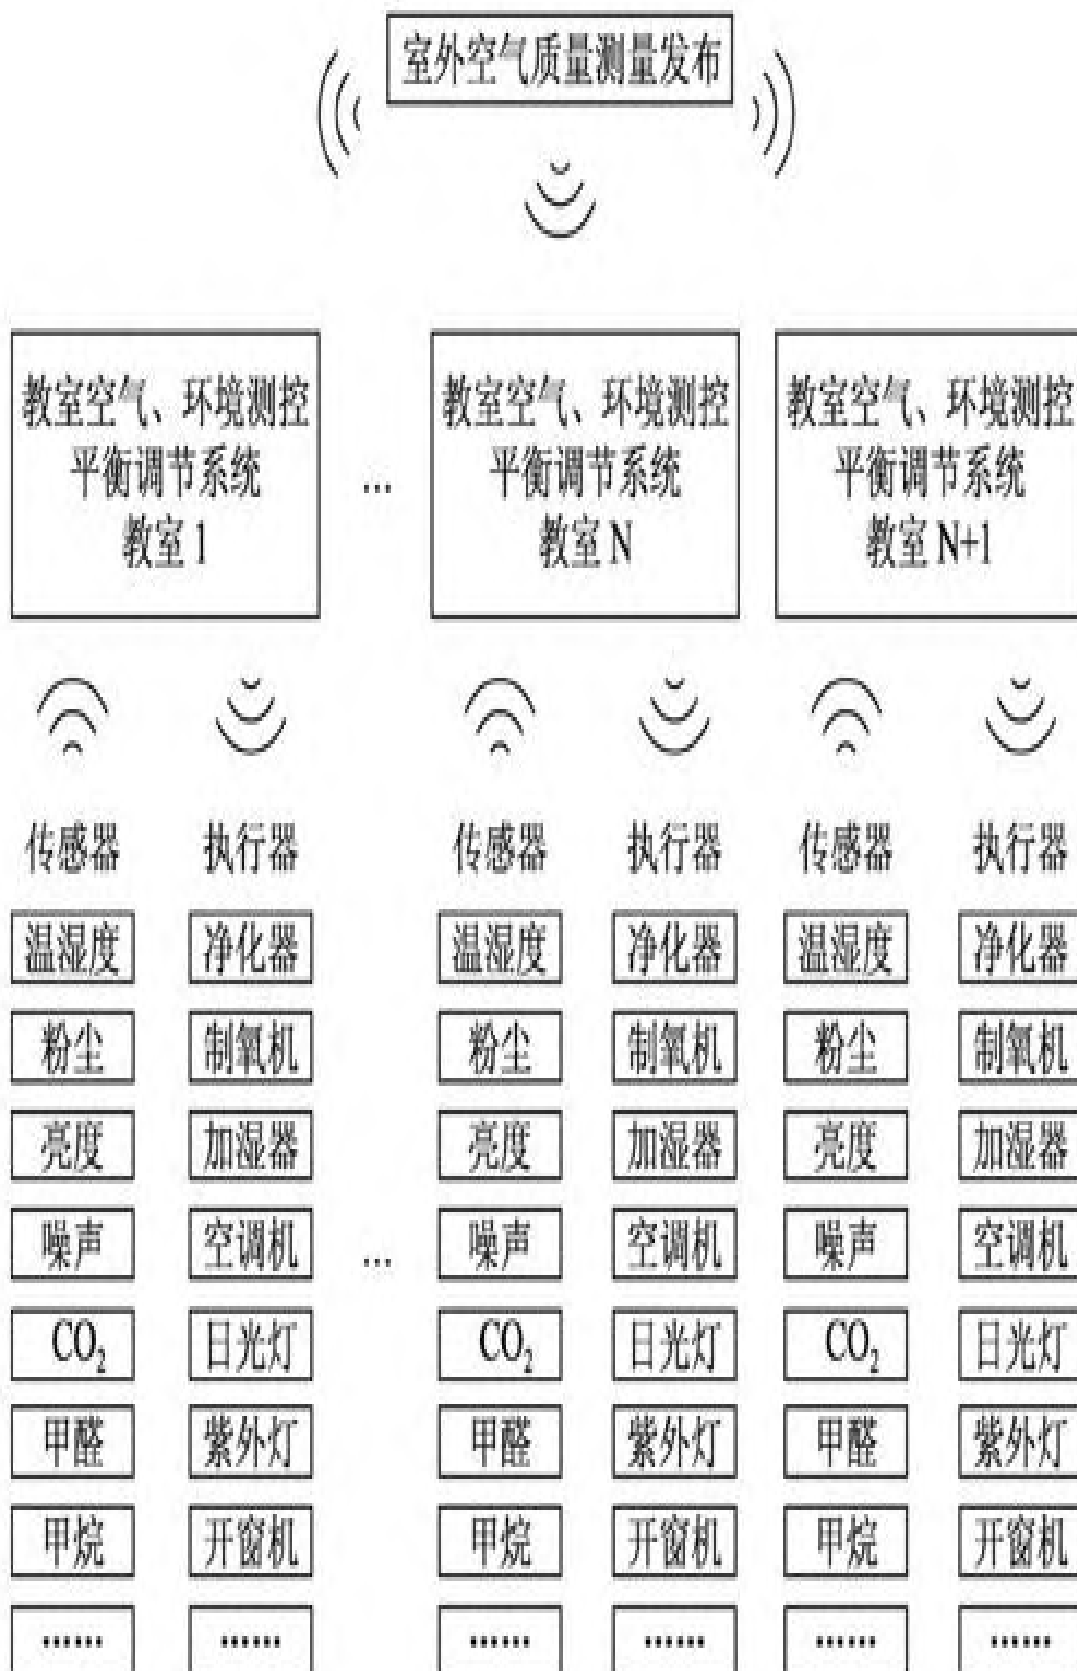 室外空气质量测量发布
教室空气、环境测控
平衡调节系统
教室 1
...
教室空气、环境测控
平衡调节系统
教室 N
教室空气、环境测控
平衡调节系统
教室 N+1
传感器 执行器 传感器 执行器 传感器 执行器
温湿度 净化器 温湿度 净化器 温湿度 净化器
粉尘 制氧机 粉尘 制氧机 粉尘 制氧机
亮度 加湿器 亮度 加湿器 亮度 加湿器
噪声 空调机 ... 噪声 空调机 噪声 空调机
CO₂ 日光灯 CO₂ 日光灯 CO₂ 日光灯
甲醛 紫外灯 甲醛 紫外灯 甲醛 紫外灯
甲烷 开窗机 甲烷 开窗机 甲烷 开窗机
…… …… …… …… …… ……